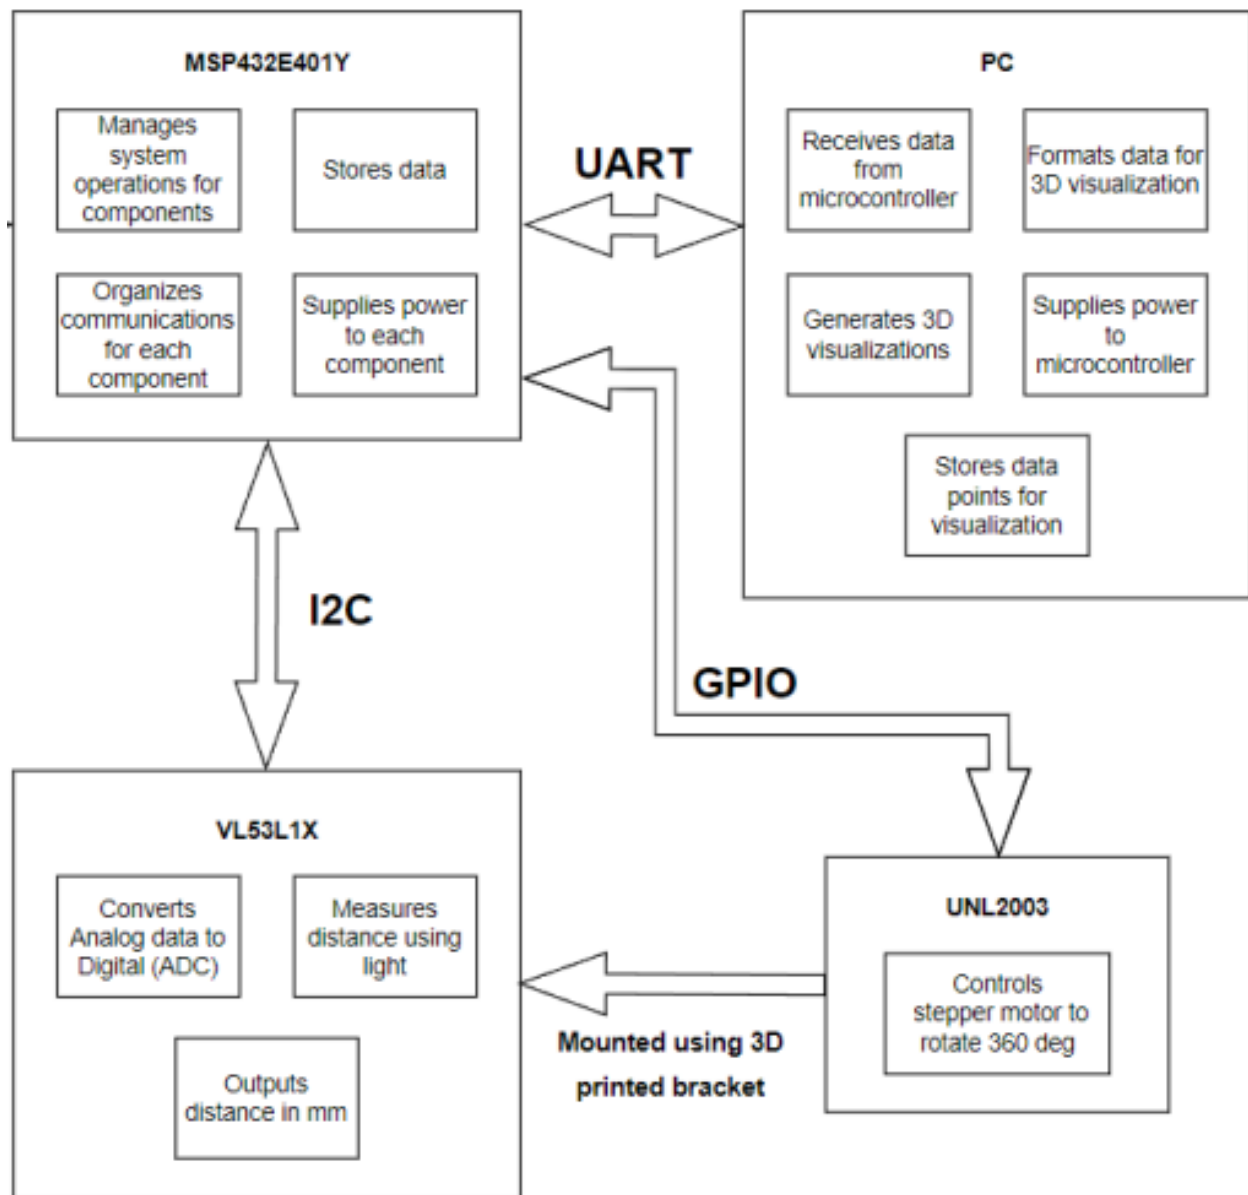 MSP432E401Y
Manages
system
operations for
components
Stores data
Organizes
communications
for each
component
Supplies power
to each
component
UART
PC
Receives data
from
microcontroller
Formats data for
3D visualization
Generates 3D
visualizations
Supplies power
to
microcontroller
Stores data
points for
visualization
I2C
GPIO
VL53L1X
Converts
Analog data to
Digital (ADC)
Measures
distance using
light
Outputs
distance in mm
Mounted using 3D
printed bracket
UNL2003
Controls
stepper motor to
rotate 360 deg